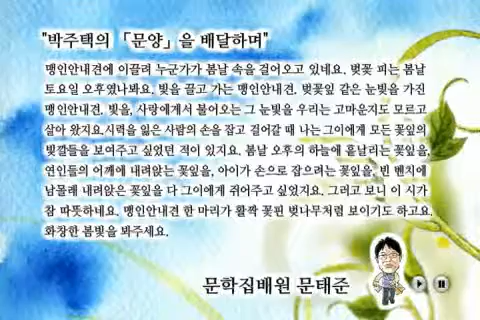 "박주택의 「문양」을 배달하며"
맹인안내견에 이끌려 누군가가 봄날 속을 걸어오고 있네요. 벚꽃 피는 봄날
토요일 오후였나봐요. 빛을 끌고 가는 맹인안내견. 벚꽃잎 같은 눈빛을 가진
맹인안내견. 빛을, 사랑에게서 불어오는 그 눈빛을 우리는 고마운지도 모르고
살아 왔지요.시력을 잃은 사람의 손을 잡고 걸어갈 때 나는 그이에게 모든 꽃잎의
빛깔들을 보여주고 싶었던 적이 있지요. 봄날 오후의 하늘에 흩날리는 꽃잎을,
연인들의 어깨에 내려앉는 꽃잎을, 아이가 손으로 잡으려는 꽃잎을, 빈 벤치에
남몰래 내려앉은 꽃잎을 다 그이에게 쥐어주고 싶었지요. 그러고 보니 이 시가
참 따뜻하네요. 맹인안내견 한 마리가 활짝 꽃핀 벚나무처럼 보이기도 하고요.
화창한 봄빛을 봐주세요.
문학집배원 문태준